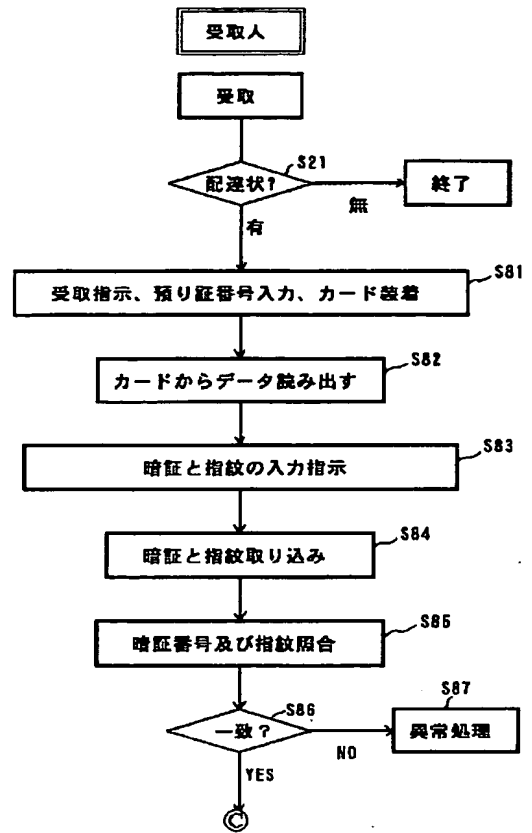 受取人
受取
S21
配達状?
終了
無
有
S81
受取指示、預り証番号入力、カード装着
S82
カードからデータ読み出す
S83
暗証と指紋の入力指示
S84
暗証と指紋取り込み
S85
暗証番号及び指紋照合
S86
一致?
S87
異常処理
NO
YES
Ⓒ